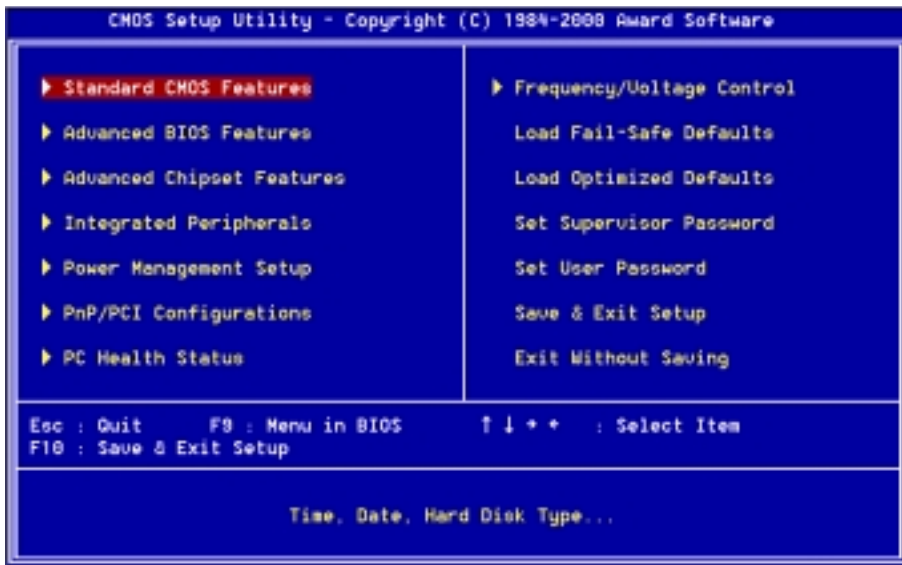 CMOS Setup Utility - Copyright (C) 1984-2008 Award Software
Standard CMOS Features
Advanced BIOS Features
Advanced Chipset Features
Integrated Peripherals
Power Management Setup
PnP/PCI Configurations
PC Health Status
Frequency/Voltage Control
Load Fail-Safe Defaults
Load Optimized Defaults
Set Supervisor Password
Set User Password
Save & Exit Setup
Exit Without Saving
Esc : Quit F9 : Menu in BIOS ↑ ↓ → ← : Select Item
F10 : Save & Exit Setup
Time, Date, Hard Disk Type...